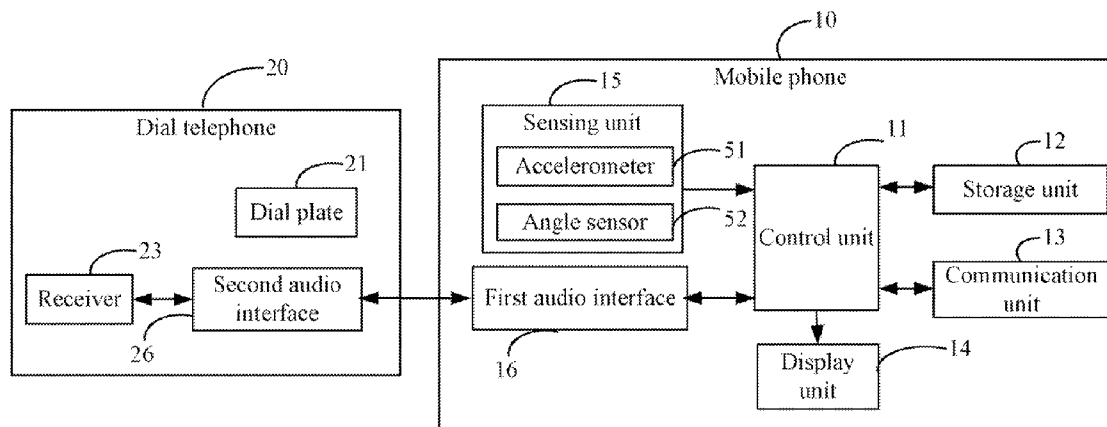 10
20
Mobile phone
15
Dial telephone
Sensing unit
11
12
51
21
Accelerometer
Storage unit
Dial plate
52
Angle sensor
13
Control unit
23
Communication
unit
Receiver
Second audio
interface
First audio interface
26
16
Display
unit
14